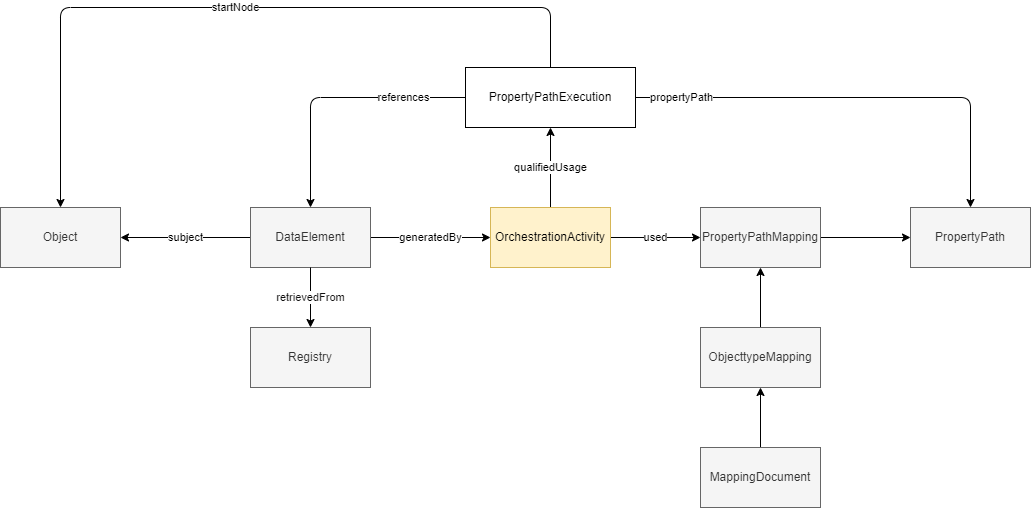 startNode
references
PropertyPathExecution
propertyPath
qualifiedUsage
Object
subject
DataElement
generatedBy
OrchestrationActivity
used
PropertyPathMapping
PropertyPath
retrievedFrom
Registry
ObjecttypeMapping
MappingDocument